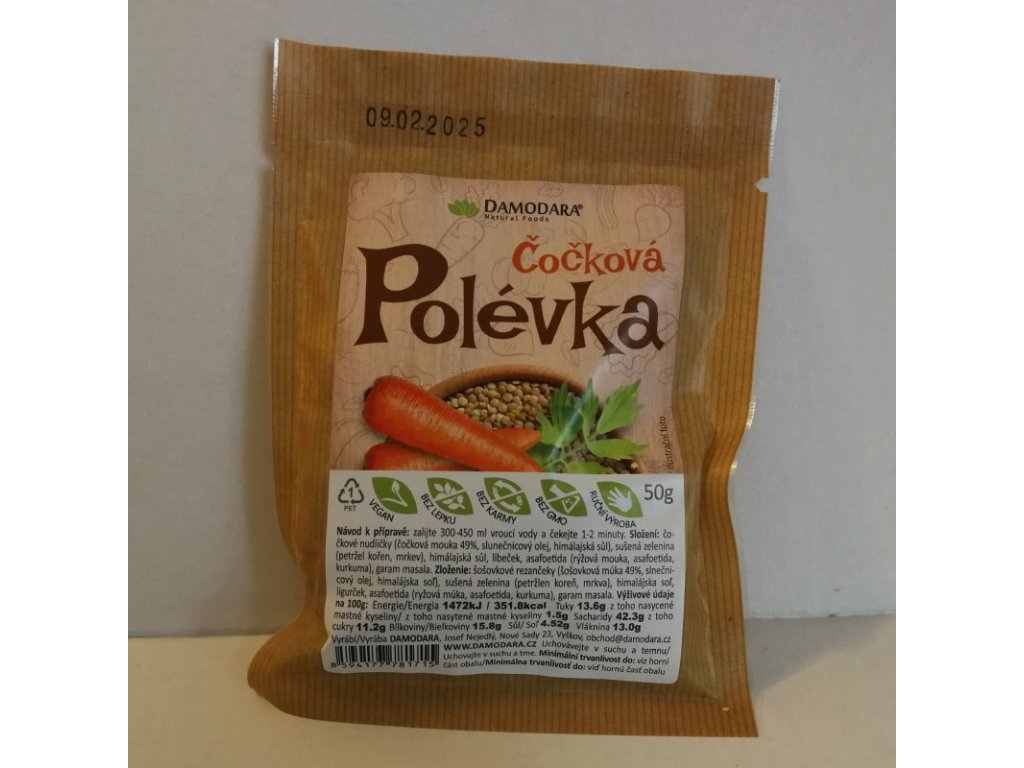 09.02.2025
DAMODARA®
Natural Foods
Čočková
Polévka
ilustrační foto
1
PET
VEGAN
BEZ LEPKU
BEZ KARMY
BEZ GMO
RUČNÍ VÝROBA
50g
Návod k přípravě: zalijte 300-450 ml vroucí vody a čekejte 1-2 minuty. Složení: čo-
čkové nudličky (čočková mouka 49%, slunečnicový olej, himálajská sůl), sušená zelenina
(petržel kořen, mrkev), himálajská sůl, libeček, asafoetida (rýžová mouka, asafoetida,
kurkuma), garam masala. Zloženie: šošovkové rezančeky (šošovková múka 49%, slneční-
cový olej, himalájska soľ), sušená zelenina (petržlen koreň, mrkva), himalájska soľ,
ligurček, asafoetida (ryžová múka, asafoetida, kurkuma), garam masala. Výživové údaje
na 100g: Energie/Energia 1472kJ / 351.8kcal Tuky 13.6g z toho nasycené
mastné kyseliny/ z toho nasytené mastné kyseliny 1.5g Sacharidy 42.3g z toho
cukry 11.2g Bílkoviny/Bielkoviny 15.8g Sůl/ Soľ 4.52g Vláknina 13.0g
Vyrábí/Vyrába DAMODARA, Josef Nejedlý, Nové Sady 23, Vyškov, obchod@damodara.cz
WWW.DAMODARA.CZ Uchovávejte v suchu a temnu/
Uchovajte v suchu a tme. Minimální trvanlivost do: viz horní
část obalu/Minimálna trvanlivosť do: viď hornú časť obalu
8594177781715